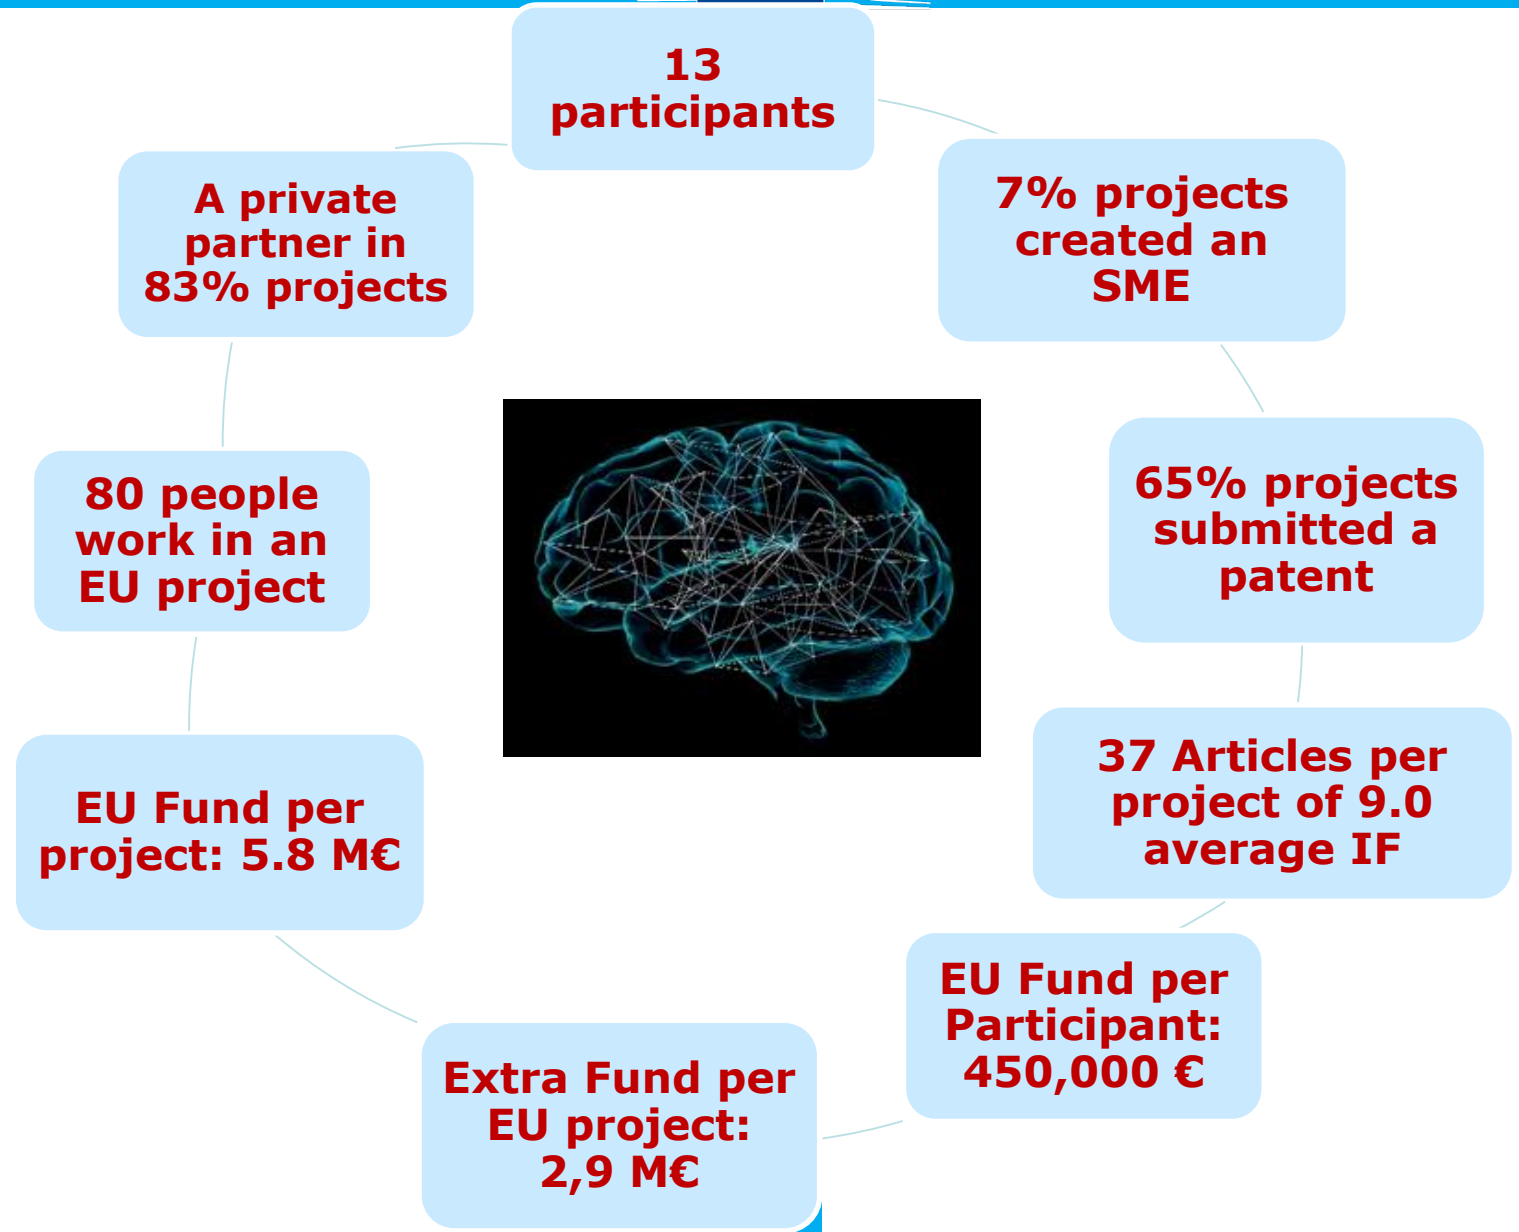 13
participants
7% projects
created an
SME
65% projects
submitted a
patent
37 Articles per
project of 9.0
average IF
EU Fund per
Participant:
450,000 €
Extra Fund per
EU project:
2,9 M€
EU Fund per
project: 5.8 M€
80 people
work in an
EU project
A private
partner in
83% projects